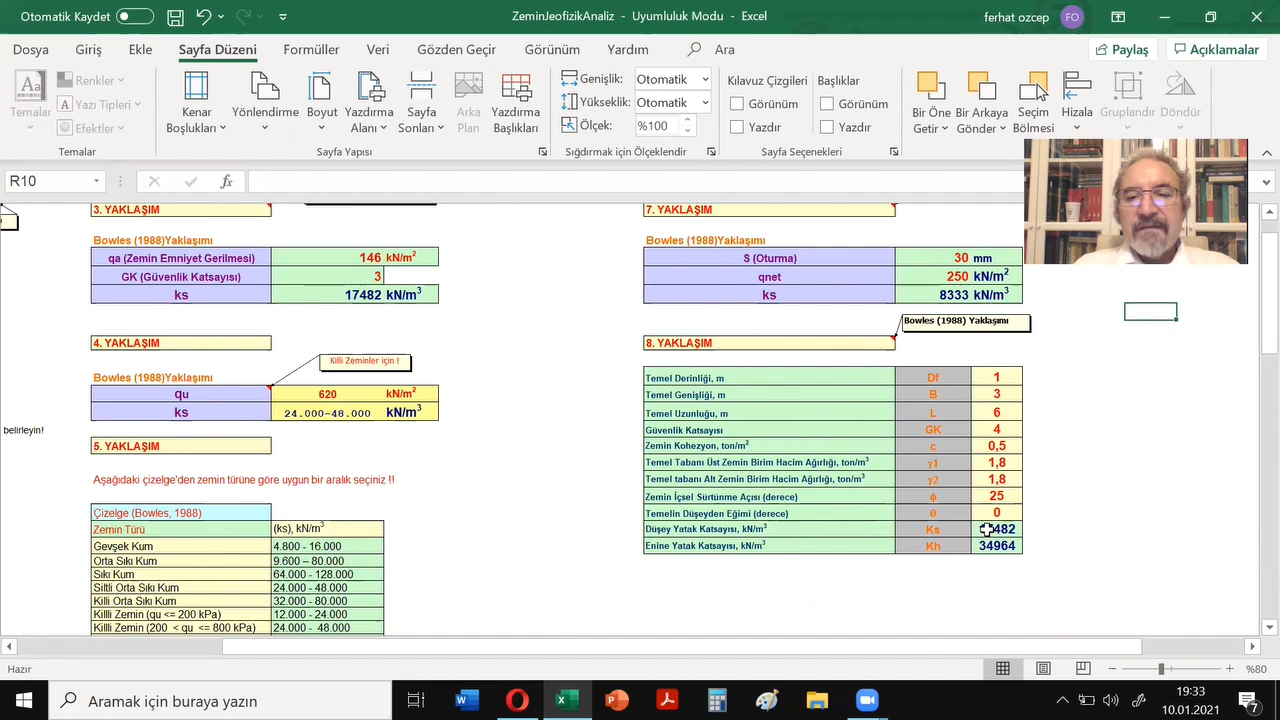 Otomatik Kaydet
ZeminJeofizikAnaliz - Uyumluluk Modu - Excel
ferhat ozcep
FO
Dosya
Giriş
Ekle
Sayfa Düzeni
Formüller
Veri
Gözden Geçir
Görünüm
Yardım
Ara
Paylaş
Açıklamalar
Temalar
Renkler
Yazı Tipleri
Efektler
Temalar
Kenar Boşlukları
Yönlendirme
Boyut
Yazdırma Alanı
Sayfa Sonları
Arka Plan
Yazdırma Başlıkları
Sayfa Yapısı
Genişlik: Otomatik
Yükseklik: Otomatik
Ölçek: %100
Sığdırmak için Ölçeklendir
Kılavuz Çizgileri
Görünüm
Yazdır
Başlıklar
Görünüm
Yazdır
Sayfa Seçenekleri
Bir Öne Getir
Bir Arkaya Gönder
Seçim Bölmesi
Hizala
Gruplandır
Döndür
R10
fx
3. YAKLAŞIM
Bowles (1988)Yaklaşımı
qa (Zemin Emniyet Gerilmesi) 146 kN/m²
GK (Güvenlik Katsayısı) 3
ks 17482 kN/m³
4. YAKLAŞIM
Killi Zeminler için !
Bowles (1988)Yaklaşımı
qu 620 kN/m²
ks 24.000-48.000 kN/m³
belirleyin!
5. YAKLAŞIM
Aşağıdaki çizelge'den zemin türüne göre uygun bir aralık seçiniz !!
Çizelge (Bowles, 1988)
Zemin Türü (ks), kN/m³
Gevşek Kum 4.800 - 16.000
Orta Sıkı Kum 9.600 – 80.000
Sıkı Kum 64.000 - 128.000
Siltli Orta Sıkı Kum 24.000 - 48.000
Killi Orta Sıkı Kum 32.000 - 80.000
Killli Zemin (qu <= 200 kPa) 12.000 - 24.000
Killli Zemin (200 < qu <= 800 kPa) 24.000 - 48.000
7. YAKLAŞIM
Bowles (1988)Yaklaşımı
S (Oturma) 30 mm
qnet 250 kN/m²
ks 8333 kN/m³
Bowles (1988) Yaklaşımı
8. YAKLAŞIM
Temel Derinliği, m Df 1
Temel Genişliği, m B 3
Temel Uzunluğu, m L 6
Güvenlik Katsayısı GK 4
Zemin Kohezyon, ton/m² c 0,5
Temel Tabanı Üst Zemin Birim Hacim Ağırlığı, ton/m³ γ1 1,8
Temel tabanı Alt Zemin Birim Hacim Ağırlığı, ton/m³ γ2 1,8
Zemin İçsel Sürtünme Açısı (derece) ϕ 25
Temelin Düşeyden Eğimi (derece) θ 0
Düşey Yatak Katsayısı, kN/m³ Ks 482
Enine Yatak Katsayısı, kN/m³ Kh 34964
Hazır
%80
Aramak için buraya yazın
19:33
10.01.2021
7